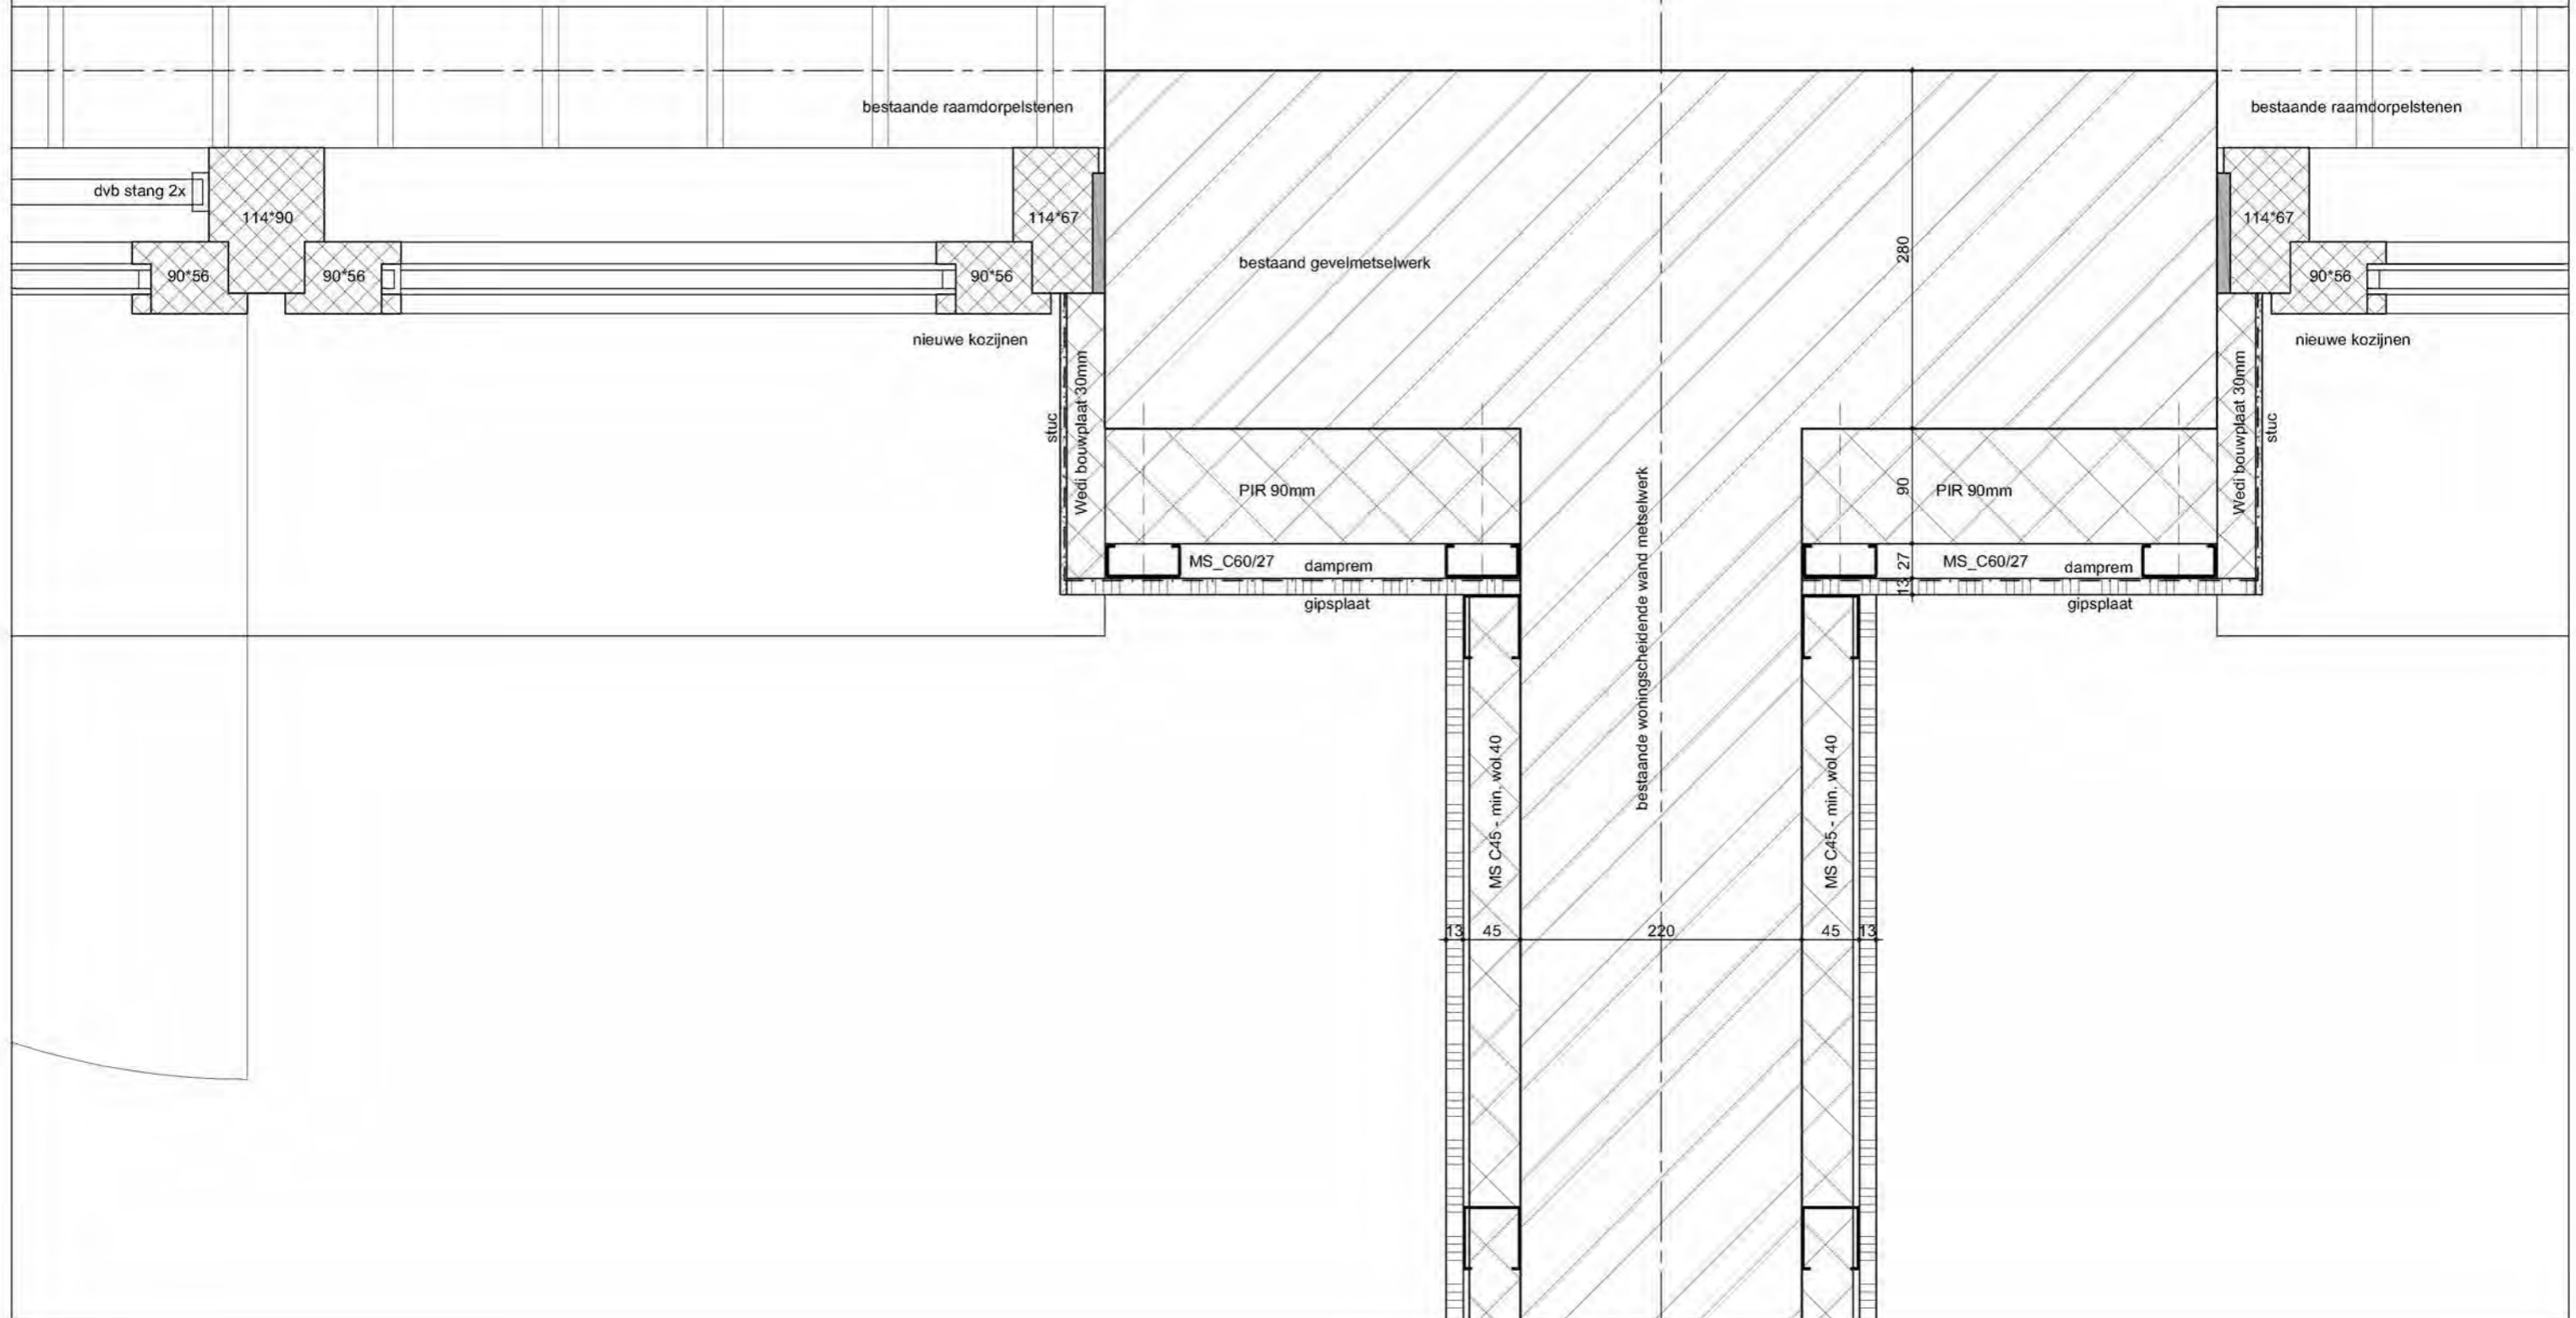 bestaande raamdorpelstenen
bestaande raamdorpelstenen
dvb stang 2x
114*90
114*67
114*67
280
bestaand gevelmetselwerk
90*56
90*56
90*56
90*56
nieuwe kozijnen
nieuwe kozijnen
stuc
Wedi bouwplaat 30mm
Wedi bouwplaat 30mm
stuc
PIR 90mm
90
PIR 90mm
bestaande woningscheidende wand metselwerk
MS_C60/27
damprem
27
MS_C60/27
damprem
13
gipsplaat
gipsplaat
MS C45 - min. wol 40
MS C45 - min. wol 40
13
45
220
45
13